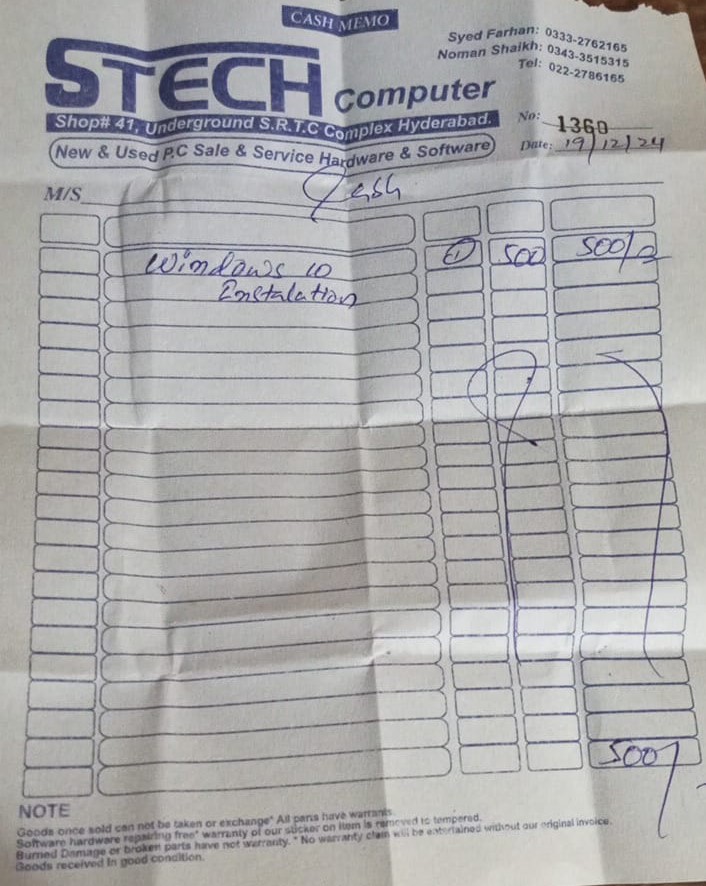 CASH MEMO
STECH Computer
Syed Farhan: 0333-2762165
Noman Shaikh: 0343-3515315
Tel: 022-2786165
Shop# 41, Underground S.R.T.C Complex Hyderabad.
New & Used P.C Sale & Service Hardware & Software
No: 1360
Date: 19/12/24
M/S Cash
Windows 10 1 500 500/=
Instalation
500/
NOTE
Goods once sold can not be taken or exchange* All parts have warrants.
Software hardware repairing free* warranty of our sticker on item is removed to tempered.
Burned Damage or broken parts have not warranty. * No warranty claim will be entertained without our original invoice.
Goods received in good condition.